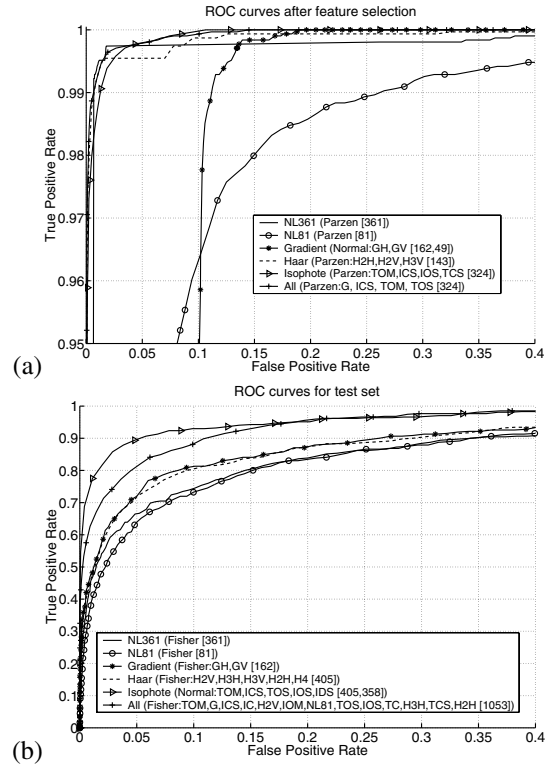 ROC curves after feature selection
1
0.99
0.98
0.97
0.96
0.95
True Positive Rate
NL361 (Parzen [361])
NL81 (Parzen [81])
Gradient (Normal:GH,GV [162,49])
Haar (Parzen:H2H,H2V,H3V [143])
Isophote (Parzen:TOM,ICS,IOS,TCS [324])
All (Parzen:G, ICS, TOM, TOS [324])
0 0.05 0.1 0.15 0.2 0.25 0.3 0.35 0.4
False Positive Rate
(a)
ROC curves for test set
1
0.9
0.8
0.7
0.6
0.5
0.4
0.3
0.2
0.1
0
True Positive Rate
NL361 (Fisher [361])
NL81 (Fisher [81])
Gradient (Fisher:GH,GV [162])
Haar (Fisher:H2V,H3H,H3V,H2H,H4 [405])
Isophote (Normal:TOM,ICS,TOS,IOS,IDS [405,358])
All (Fisher:TOM,G,ICS,IC,H2V,IOM,NL81,TOS,IOS,TC,H3H,TCS,H2H [1053])
0 0.05 0.1 0.15 0.2 0.25 0.3 0.35 0.4
False Positive Rate
(b)